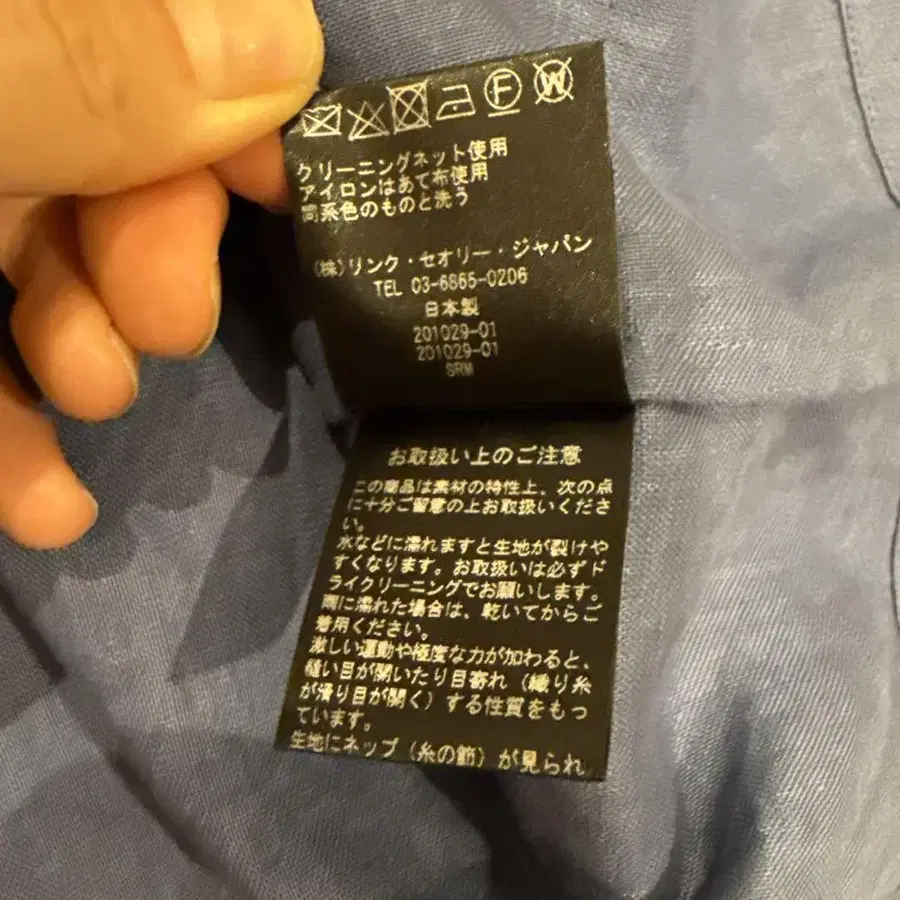 F W
クリーニングネット使用
アイロンはあて布使用
同系色のものと洗う
(株)リンク・セオリー・ジャパン
TEL 03-6865-0206
日本製
201029-01
201029-01
SRM
お取扱い上のご注意
この商品は素材の特性上、次の点
に十分ご留意の上お取扱いくださ
い。
水などに濡れますと生地が裂けや
すくなります。お取扱いは必ずド
ライクリーニングでお願いします。
雨に濡れた場合は、乾いてからご
着用ください。
激しい運動や極度な力が加わると、
縫い目が開いたり目寄れ(織り糸
が滑り目が開く)する性質をもっ
ています。
生地にネップ(糸の節)が見られ